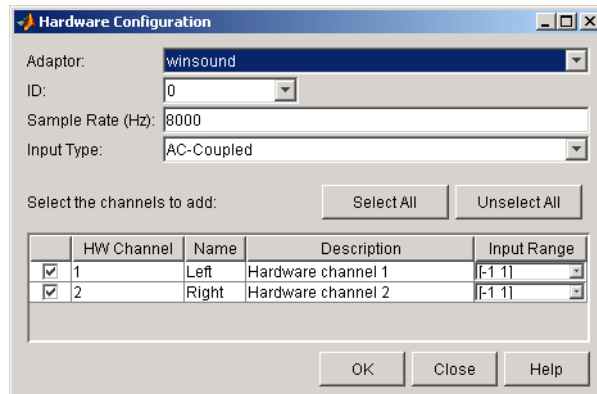 Hardware Configuration
Adaptor: winsound
ID: 0
Sample Rate (Hz): 8000
Input Type: AC-Coupled
Select the channels to add: Select All Unselect All
HW Channel Name Description Input Range
1 Left Hardware channel 1 [-1 1]
2 Right Hardware channel 2 [-1 1]
OK Close Help